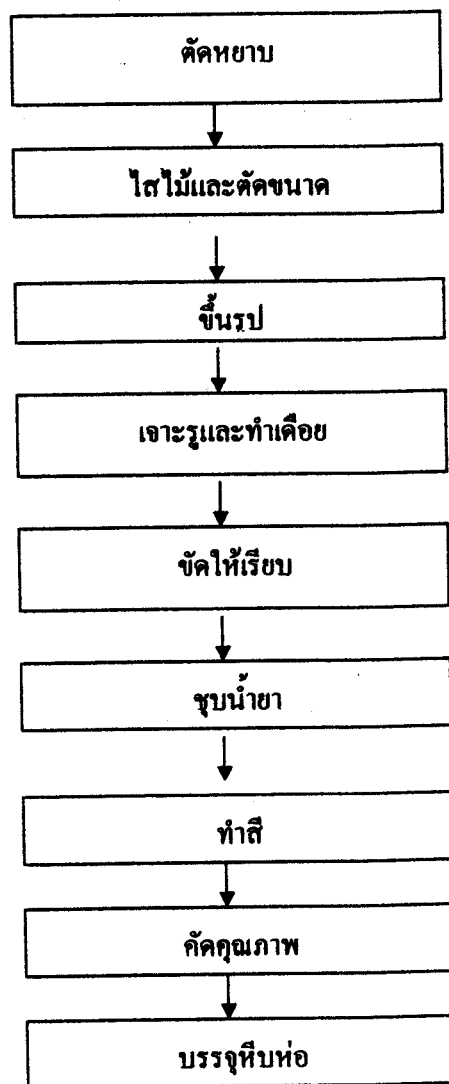 ตัดหยาบ
ไสไม้และตัดขนาด
ขึ้นรูป
เจาะรูและทำเดือย
ขัดให้เรียบ
ชุบน้ำยา
ทำสี
คัดคุณภาพ
บรรจุหีบห่อ